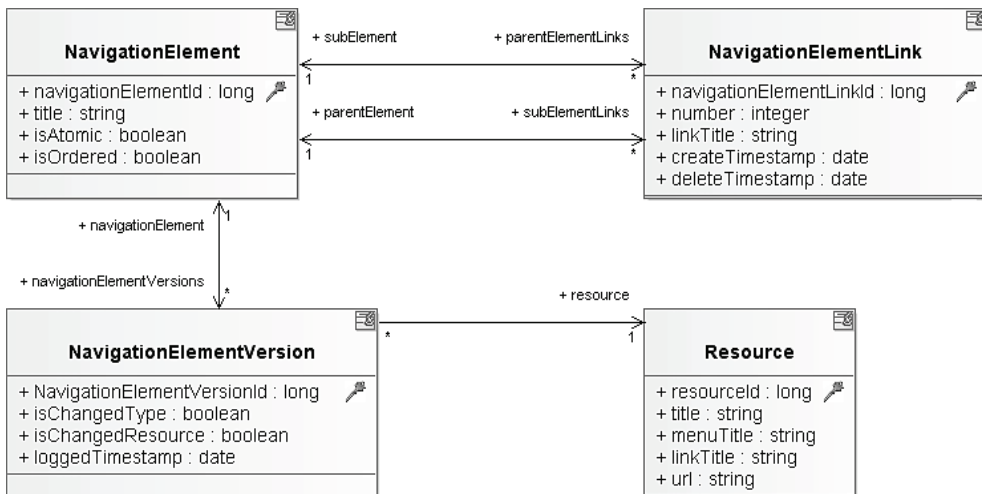 NavigationElement
+ navigationElementId : long
+ title : string
+ isAtomic : boolean
+ isOrdered : boolean
+ subElement
+ parentElementLinks
1
*
+ parentElement
+ subElementLinks
1
*
NavigationElementLink
+ navigationElementLinkId : long
+ number : integer
+ linkTitle : string
+ createTimestamp : date
+ deleteTimestamp : date
1
+ navigationElement
+ navigationElementVersions
*
NavigationElementVersion
+ NavigationElementVersionId : long
+ isChangedType : boolean
+ isChangedResource : boolean
+ loggedTimestamp : date
+ resource
*
1
Resource
+ resourceId : long
+ title : string
+ menuTitle : string
+ linkTitle : string
+ url : string